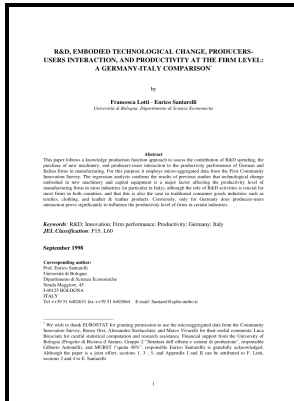 R&D, EMBODIED TECHNOLOGICAL CHANGE, PRODUCERS-
USERS INTERACTION, AND PRODUCTIVITY AT THE FIRM LEVEL:
A GERMANY-ITALY COMPARISON*
by
Francesca Lotti - Enrico Santarelli
Università di Bologna, Dipartimento di Scienze Economiche
Abstract
This paper follows a knowledge production function approach to assess the contribution of R&D spending, the
purchase of new machinery, and producers-users interaction to the productivity performance of German and
Italian firms in manufacturing. For this purpose it employs micro-aggregated data from the First Community
Innovation Survey. The regression analysis confirms the results of previous studies that technological change
embodied in new machinery and capital equipment is a major factor affecting the productivity level of
manufacturing firms in most industries (in particular in Italy), although the role of R&D activities is crucial for
most firms in both countries, and that this is also the case in traditional consumer goods industries such as
textiles, clothing, and leather & leather products. Conversely, only for Germany does producers-users
interaction prove significantly to influence the productivity level of firms in certain industries.
Keywords: R&D; Innovation; Firm performance; Productivity; Germany; Italy
JEL Classification: F15; L60
September 1998
Corresponding author:
Prof. Enrico Santarelli
Università di Bologna
Dipartimento di Scienze Economiche
Strada Maggiore, 45
I-40125 BOLOGNA
ITALY
* We wish to thank EUROSTAT for granting permission to use the microaggregated data from the Community
Innovation Survey; Renzo Orsi, Alessandro Sterlacchini, and Marco Vivarelli for their useful comments; Luca
Bressani for careful statistical computation and research assistance. Financial support from the University of
Bologna (Progetto di Ricerca d'Ateneo, Gruppo 2 "Struttura dell'offerta e sistemi di produzione", responsible
Gilberto Antonelli), and MURST ("quota 40%", responsible Enrico Santarelli) is gratefully acknowledged.
Although the paper is a joint effort, sections 1, 3, 5, and Appendix I and II can be attributed to F. Lotti,
sections 2 and 4 to E. Santarelli
1